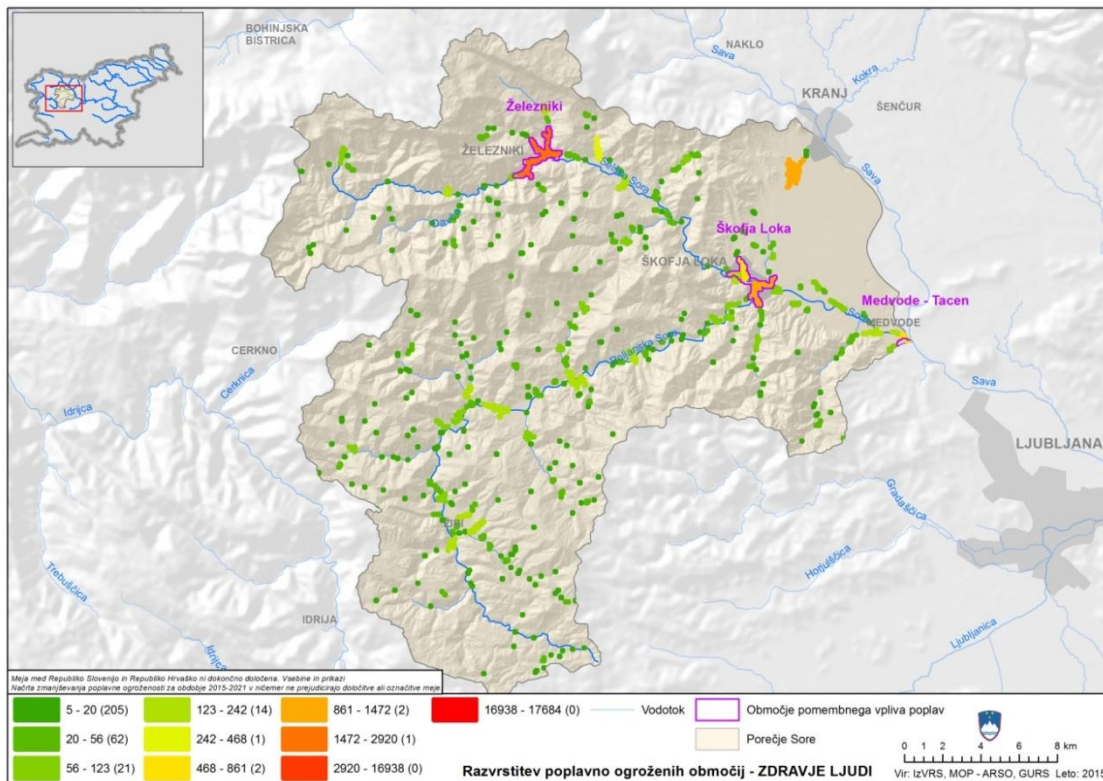 BOHINJSKA
BISTRICA
NAKLO
Sava
Kokra
KRANJ
ŠENČUR
Železniki
ŽELEZNIKI
Selška Sora
Sava
Davča
Škofja Loka
ŠKOFJA LOKA
Medvode - Tacen
Sora
MEDVODE
Poljanska Sora
CERKNO
Cerknica
Idrijca
Sava
LJUBLJANA
Gradaščica
ŽIRI
Horjulščica
Trebuščica
IDRIJA
Idrijca
Ljubljanica
Meja med Republiko Slovenijo in Republiko Hrvaško ni dokončno določena. Vsebine in prikazi
Načrta zmanjševanja poplavne ogroženosti za obdobje 2015-2021 v ničemer ne prejudicirajo določitve ali označitve meje.
5 - 20 (205)
20 - 56 (62)
56 - 123 (21)
123 - 242 (14)
242 - 468 (1)
468 - 861 (2)
861 - 1472 (2)
1472 - 2920 (1)
2920 - 16938 (0)
16938 - 17684 (0)
Vodotok
Območje pomembnega vpliva poplav
Porečje Sore
Razvrstitev poplavno ogroženih območij - ZDRAVJE LJUDI
0 1 2 4 6 8 km
Vir: IzVRS, MOP - ARSO, GURS Leto: 2015